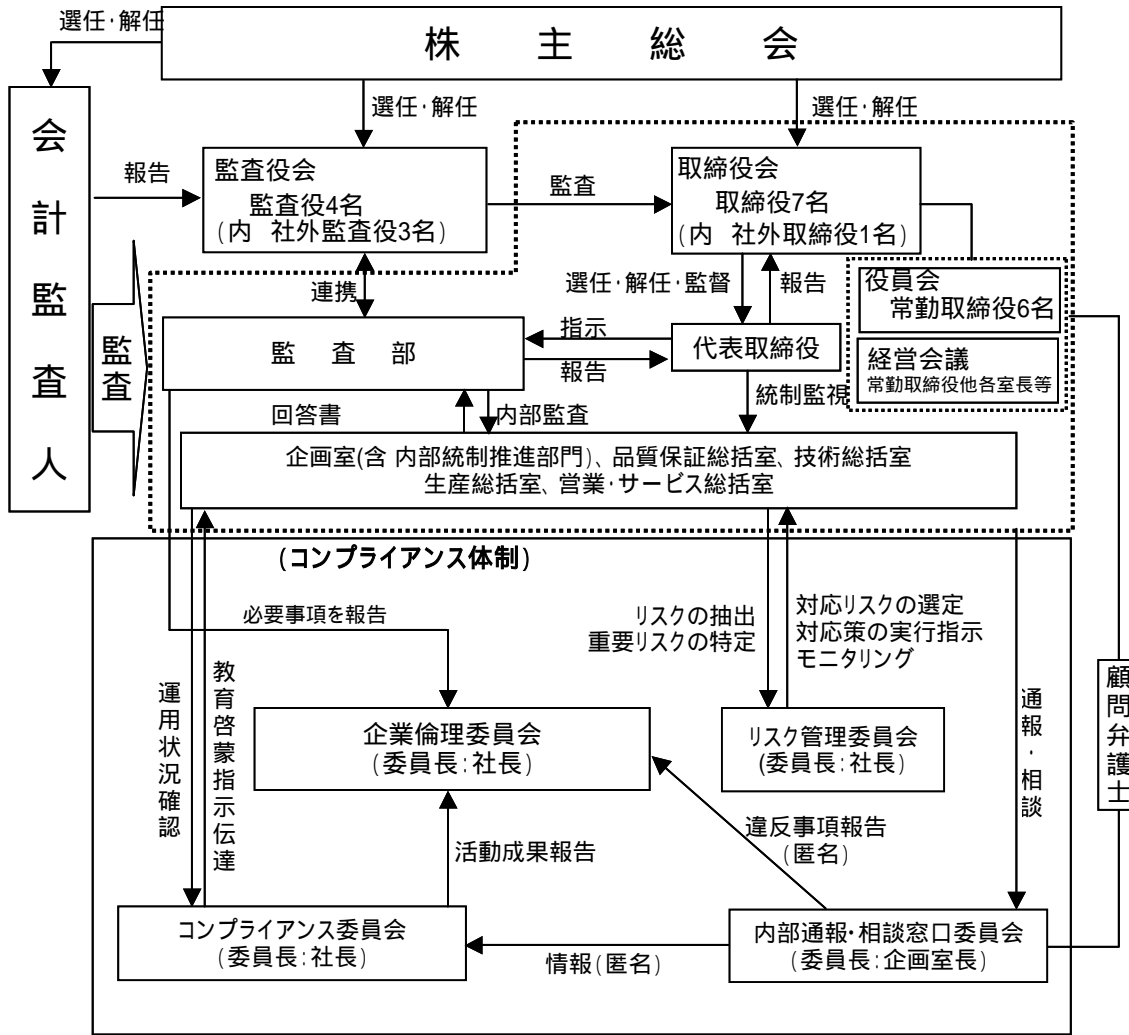 選任・解任
株主総会
会計監査人
選任・解任
選任・解任
報告
監査役会
監査役4名
(内 社外監査役3名)
監査
取締役会
取締役7名
(内 社外取締役1名)
連携
選任・解任・監督
報告
役員会
常勤取締役6名
経営会議
常勤取締役他各室長等
監査
監査部
指示
報告
代表取締役
回答書
内部監査
統制監視
企画室(含 内部統制推進部門)、品質保証総括室、技術総括室
生産総括室、営業・サービス総括室
(コンプライアンス体制)
必要事項を報告
リスクの抽出
重要リスクの特定
対応リスクの選定
対応策の実行指示
モニタリング
運用状況確認
教育啓蒙指示伝達
企業倫理委員会
(委員長:社長)
リスク管理委員会
(委員長:社長)
通報・相談
顧問弁護士
活動成果報告
違反事項報告
(匿名)
コンプライアンス委員会
(委員長:社長)
情報(匿名)
内部通報・相談窓口委員会
(委員長:企画室長)